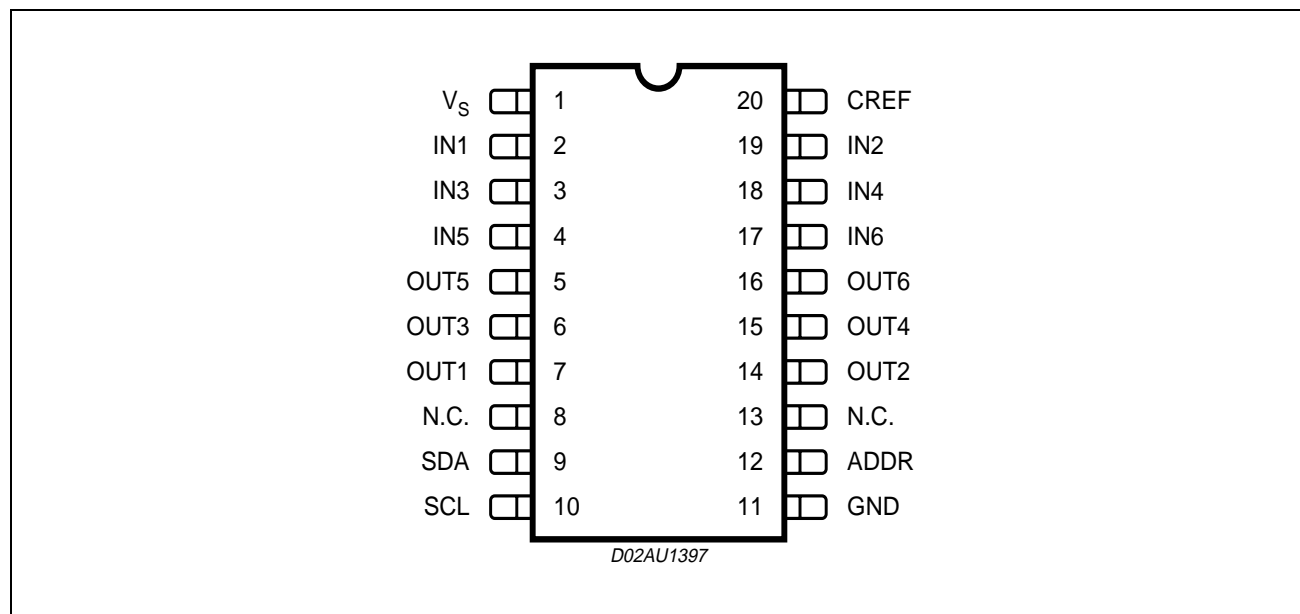 V_S 1 20 CREF
IN1 2 19 IN2
IN3 3 18 IN4
IN5 4 17 IN6
OUT5 5 16 OUT6
OUT3 6 15 OUT4
OUT1 7 14 OUT2
N.C. 8 13 N.C.
SDA 9 12 ADDR
SCL 10 11 GND
D02AU1397